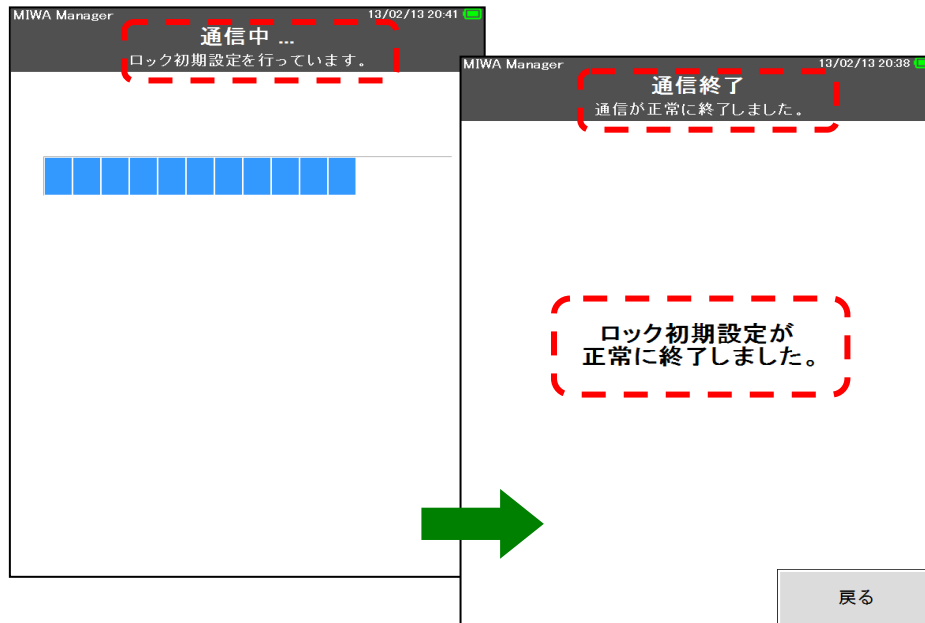 MIWA Manager 13/02/13 20:41
通信中 ...
ロック初期設定を行っています。
MIWA Manager 13/02/13 20:38
通信終了
通信が正常に終了しました。
ロック初期設定が
正常に終了しました。
戻る